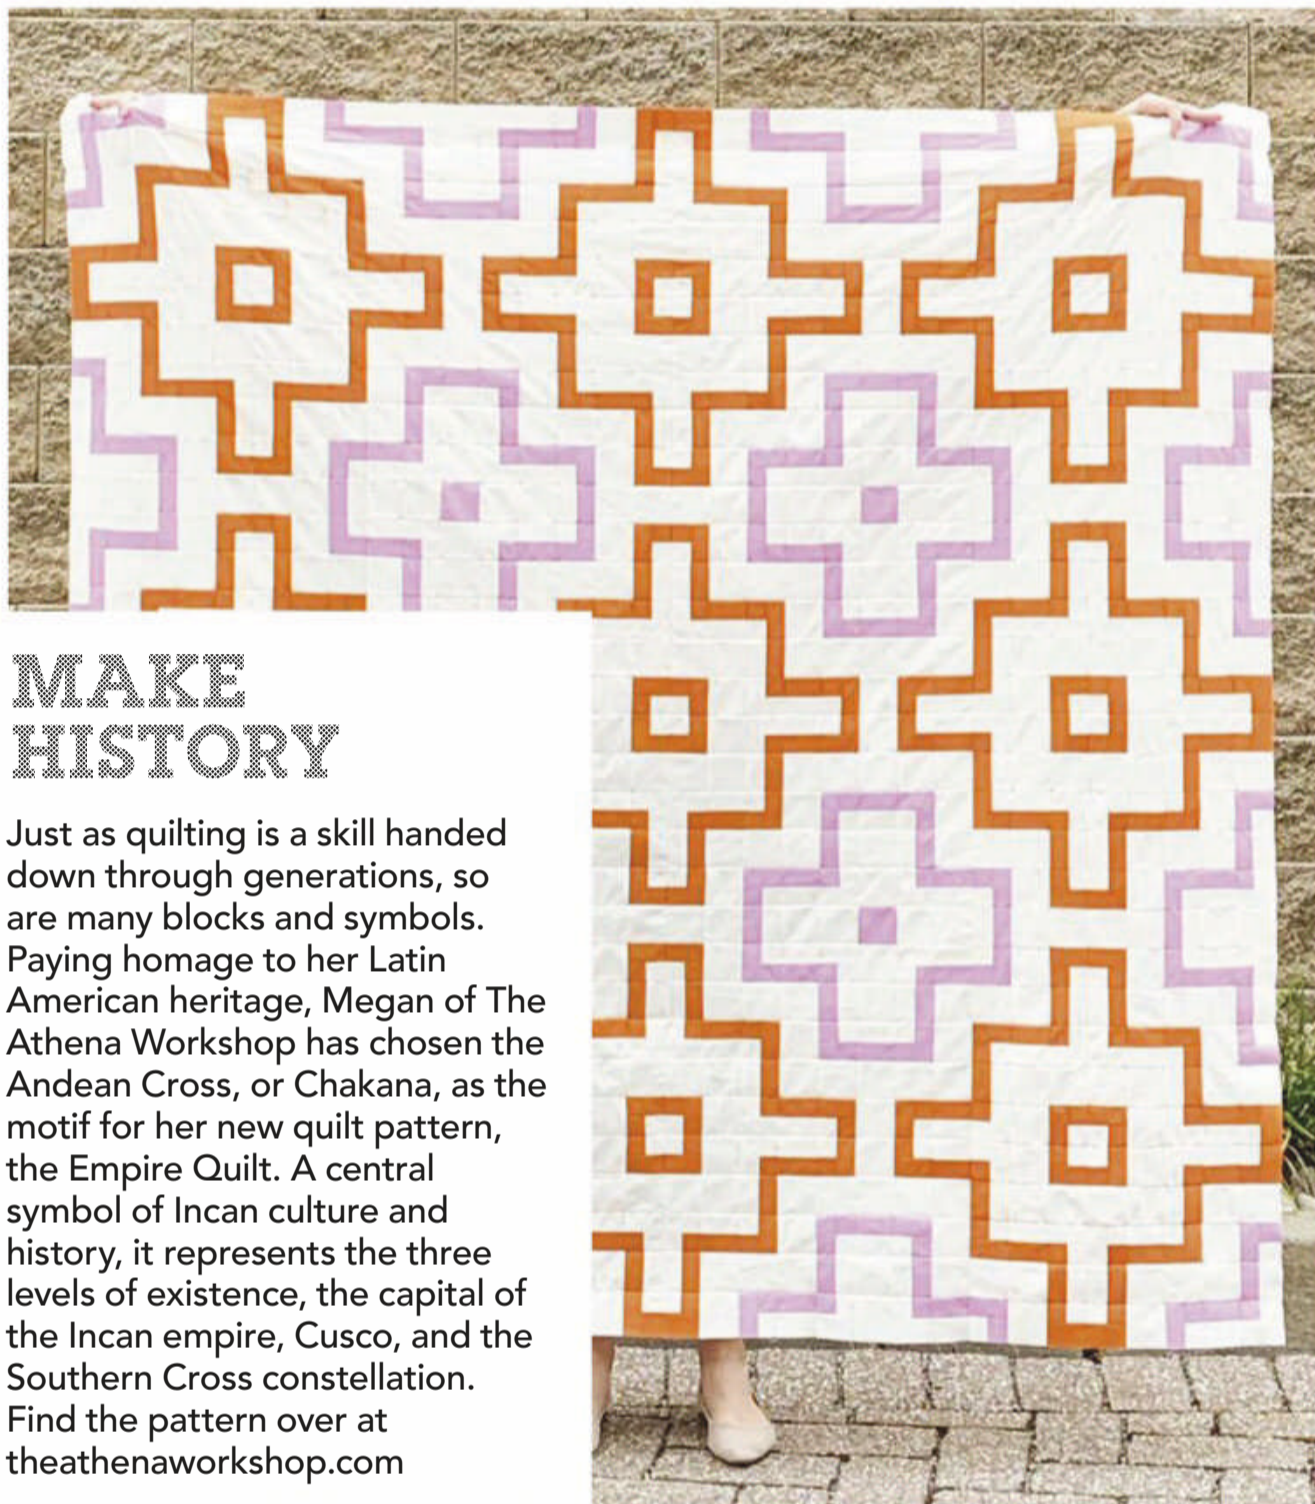 MAKE
HISTORY
Just as quilting is a skill handed
down through generations, so
are many blocks and symbols.
Paying homage to her Latin
American heritage, Megan of The
Athena Workshop has chosen the
Andean Cross, or Chakana, as the
motif for her new quilt pattern,
the Empire Quilt. A central
symbol of Incan culture and
history, it represents the three
levels of existence, the capital of
the Incan empire, Cusco, and the
Southern Cross constellation.
Find the pattern over at
theathenaworkshop.com